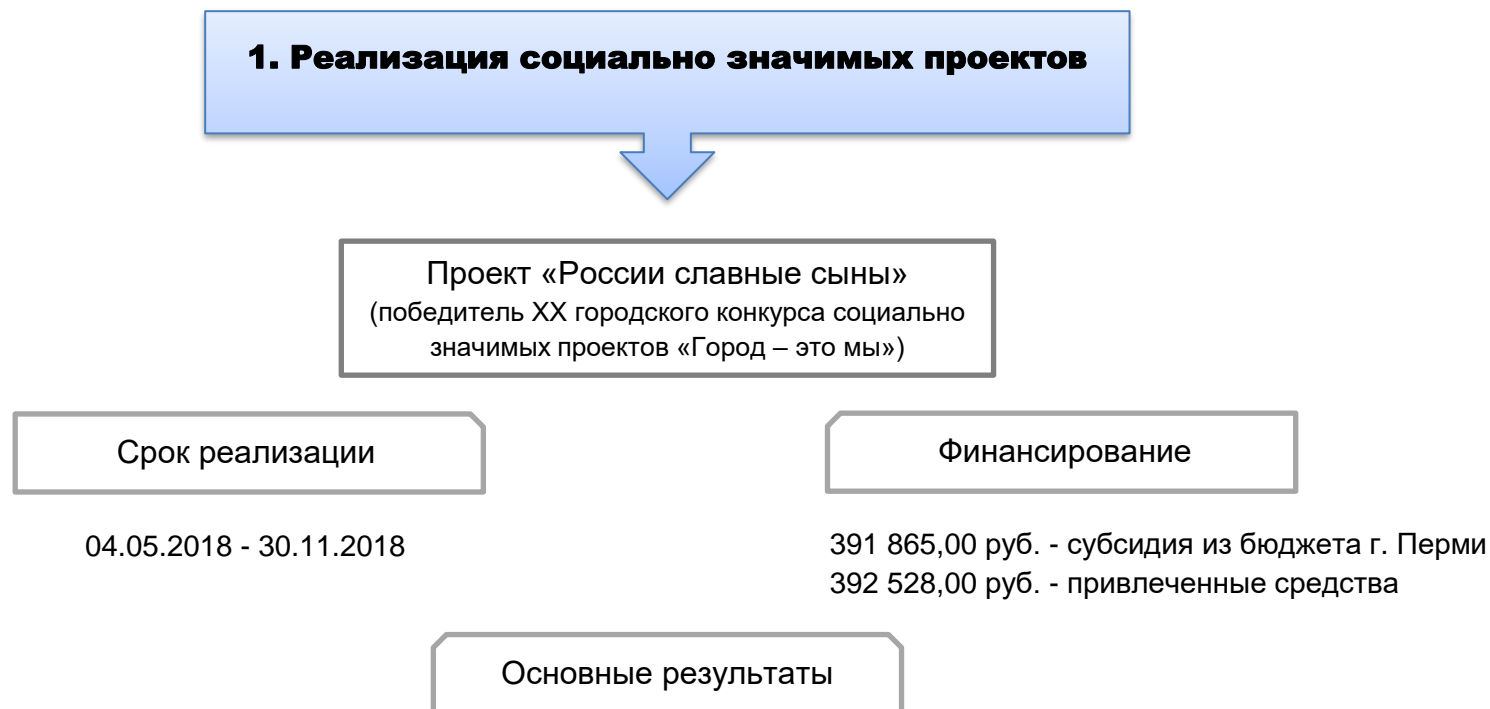 1. Реализация социально значимых проектов
Проект «России славные сыны»
(победитель XX городского конкурса социально
значимых проектов «Город – это мы»)
Срок реализации
Финансирование
04.05.2018 - 30.11.2018
391 865,00 руб. - субсидия из бюджета г. Перми
392 528,00 руб. - привлеченные средства
Основные результаты